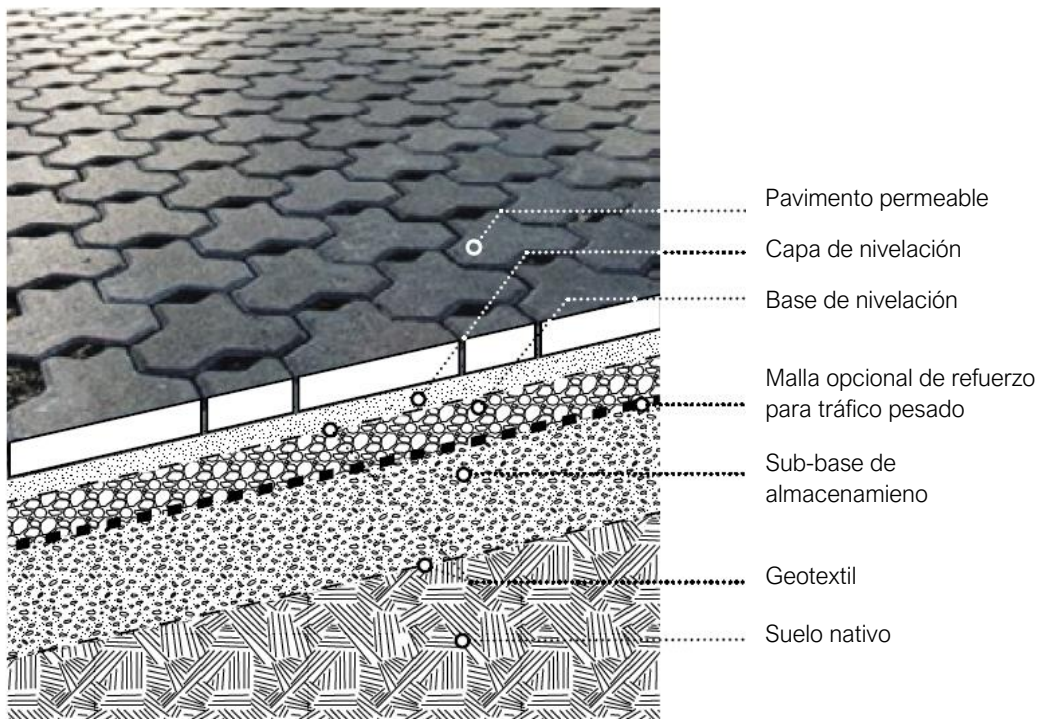 Pavimento permeable
Capa de nivelación
Base de nivelación
Malla opcional de refuerzo
para tráfico pesado
Sub-base de
almacenamieno
Geotextil
Suelo nativo